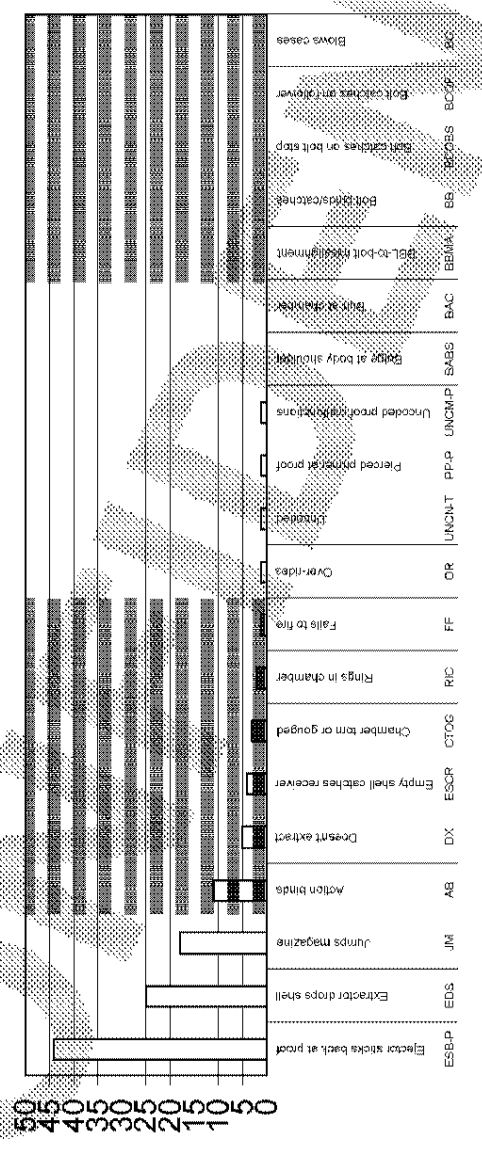 Blows cases BC
Bolt catches on follower BCOF
Bolt catches on bolt stop BCOBS
Bolt binds/catches BB
BBL-to-bolt misalignment BBMA
at chamber BAC
Bulge at body shoulder BABS
Uncoded proof malfunctions UNCM-P
Pierced primer at proof PP-P
Uncoded UNCN-T
Over-rides OR
Fails to fire FF
Rings in chamber RIC
Chamber torn or gouged CTOG
Empty shell catches receiver ESCR
Doesn't extract DX
Action binds AB
Jumps magazine JM
Extractor drops shell EDS
Ejector sticks back at proof ESB-P
50
45
40
35
30
25
20
15
10
5
0